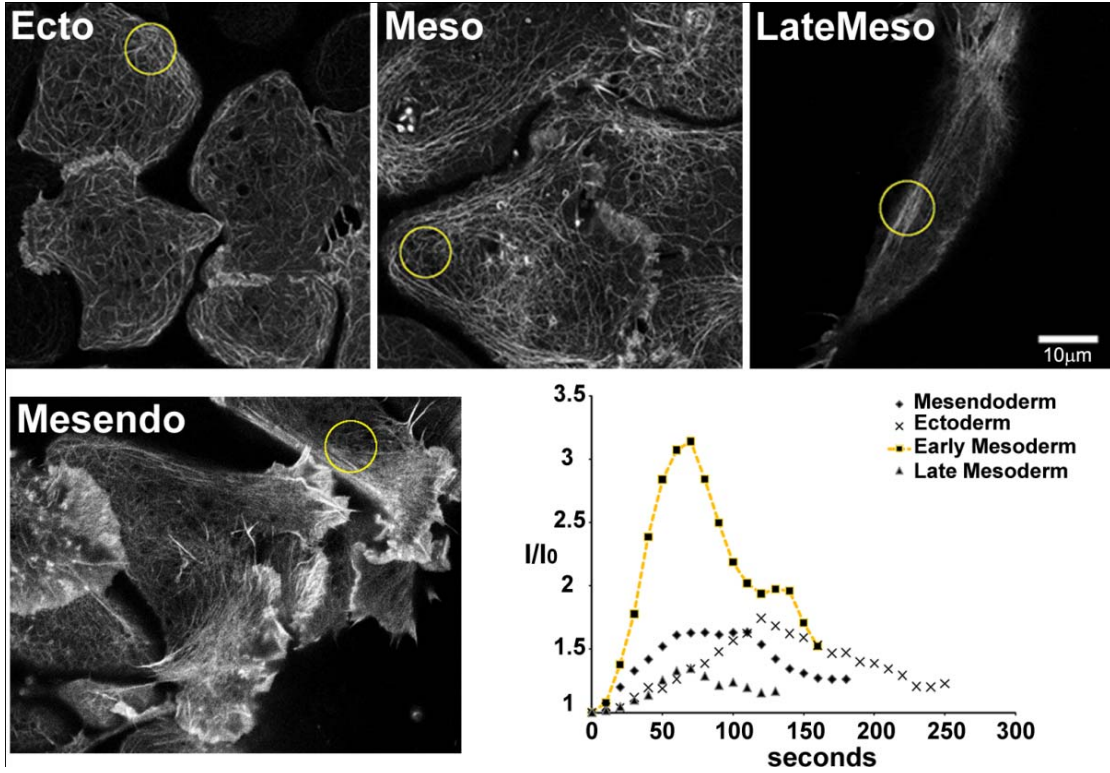 Ecto
Meso
LateMeso
10μm
Mesendo
3.5
3
2.5
2
1.5
1
I/I₀
0
50
100
150
200
250
300
seconds
Mesendoderm
Ectoderm
Early Mesoderm
Late Mesoderm